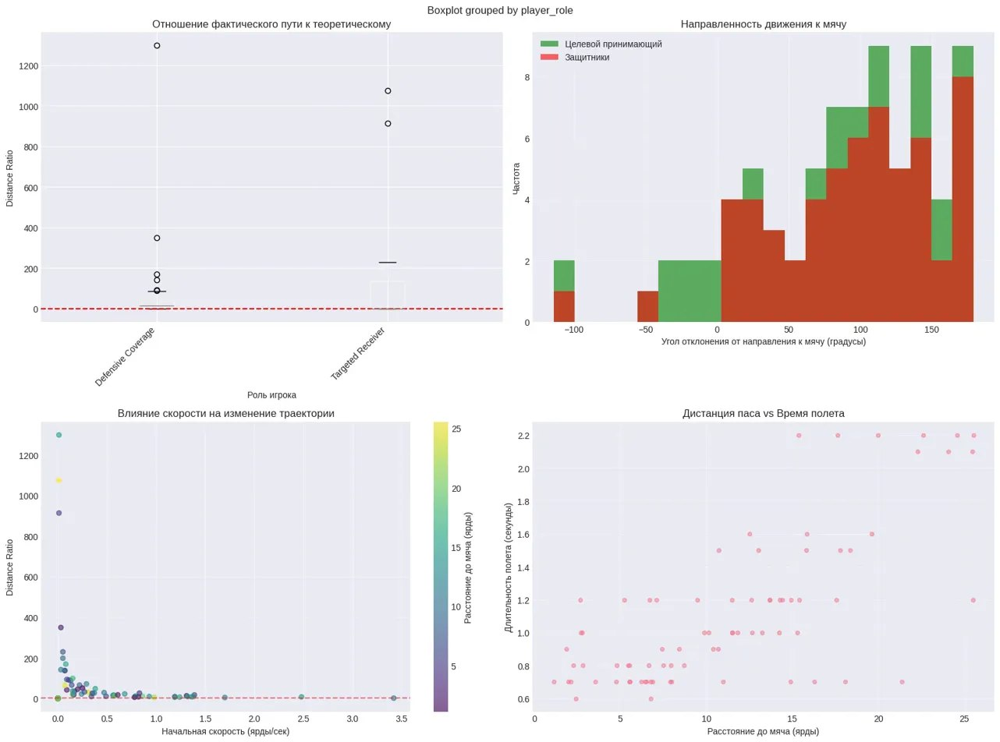 Boxplot grouped by player_role
Отношение фактического пути к теоретическому
Distance Ratio
1200
1000
800
600
400
200
0
Defensive Coverage
Targeted Receiver
Роль игрока
Направленность движения к мячу
Целевой принимающий
Защитники
Частота
8
6
4
2
0
−100
−50
0
50
100
150
Угол отклонения от направления к мячу (градусы)
Влияние скорости на изменение траектории
Distance Ratio
1200
1000
800
600
400
200
0
0.0
0.5
1.0
1.5
2.0
2.5
3.0
3.5
Начальная скорость (ярды/сек)
25
20
15
10
5
Расстояние до мяча (ярды)
Дистанция паса vs Время полета
Длительность полета (секунды)
2.2
2.0
1.8
1.6
1.4
1.2
1.0
0.8
0.6
0
5
10
15
20
25
Расстояние до мяча (ярды)